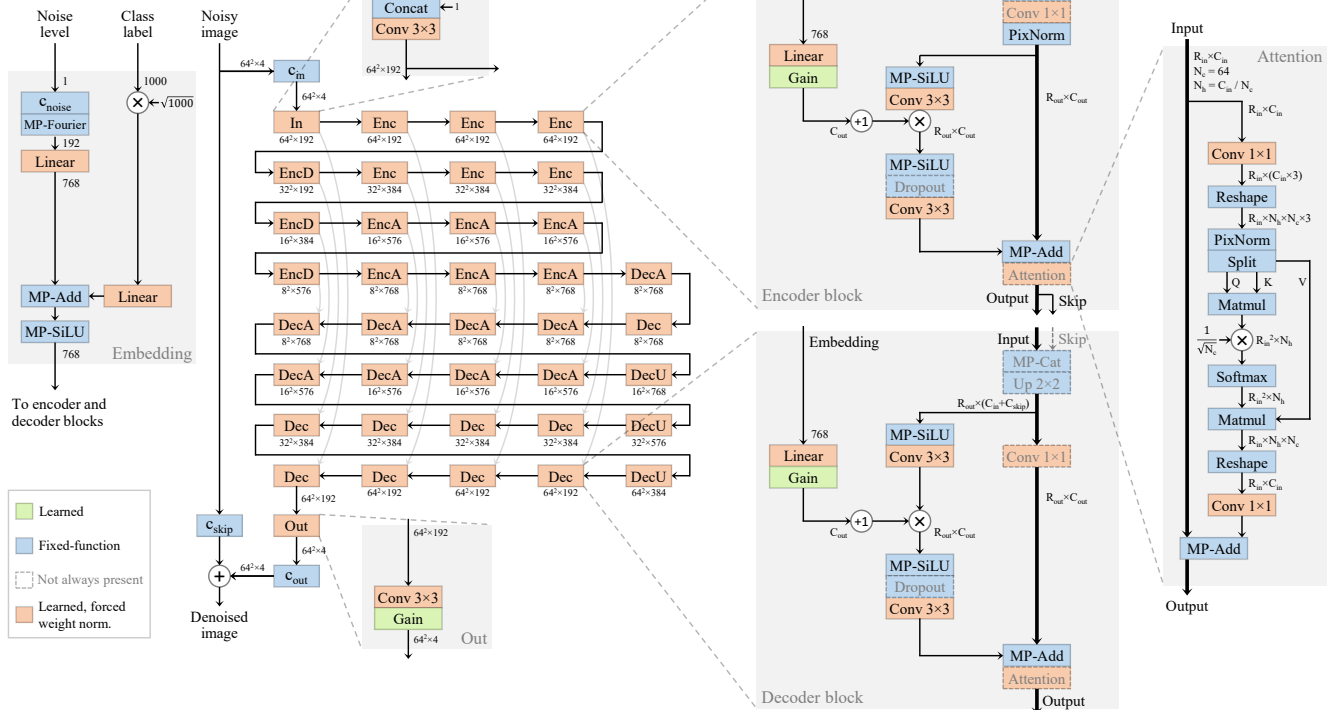 Noise
level
Class
label
Noisy
image
1
1000
c_noise
MP-Fourier
√1000
192
Linear
768
MP-Add
Linear
MP-SiLU
768
Embedding
To encoder and
decoder blocks
Learned
Fixed-function
Not always present
Learned, forced
weight norm.
64²×4
c_in
64²×4
Concat
1
Conv 3×3
64²×192
In
Enc
Enc
Enc
64²×192
64²×192
64²×192
64²×192
EncD
Enc
Enc
Enc
32²×192
32²×384
32²×384
32²×384
EncD
EncA
EncA
EncA
16²×384
16²×576
16²×576
16²×576
EncD
EncA
EncA
EncA
DecA
8²×576
8²×768
8²×768
8²×768
8²×768
DecA
DecA
DecA
DecA
Dec
8²×768
8²×768
8²×768
8²×768
8²×768
DecA
DecA
DecA
DecA
DecU
16²×576
16²×576
16²×576
16²×576
16²×768
Dec
Dec
Dec
Dec
DecU
32²×384
32²×384
32²×384
32²×384
32²×576
Dec
Dec
Dec
Dec
DecU
64²×192
64²×192
64²×192
64²×192
64²×384
c_skip
Out
64²×4
64²×4
c_out
Denoised
image
64²×192
Conv 3×3
Gain
64²×4
Out
768
Linear
Gain
C_out
+1
Conv 1×1
PixNorm
MP-SiLU
Conv 3×3
R_out×C_out
R_out×C_out
MP-SiLU
Dropout
Conv 3×3
MP-Add
Attention
Encoder block
Output
Skip
Embedding
Input
Skip
MP-Cat
Up 2×2
R_out×(C_in+C_skip)
768
Linear
Gain
MP-SiLU
Conv 3×3
Conv 1×1
R_out×C_out
C_out
+1
R_out×C_out
MP-SiLU
Dropout
Conv 3×3
MP-Add
Attention
Decoder block
Output
Input
Attention
R_in×C_in
N_c = 64
N_h = C_in / N_c
R_in×C_in
Conv 1×1
R_in×(C_in×3)
Reshape
R_in×N_h×N_c×3
PixNorm
Split
Q
K
V
Matmul
1
√N_c
R_in²×N_h
Softmax
R_in²×N_h
Matmul
R_in×N_h×N_c
Reshape
R_in×C_in
Conv 1×1
MP-Add
Output